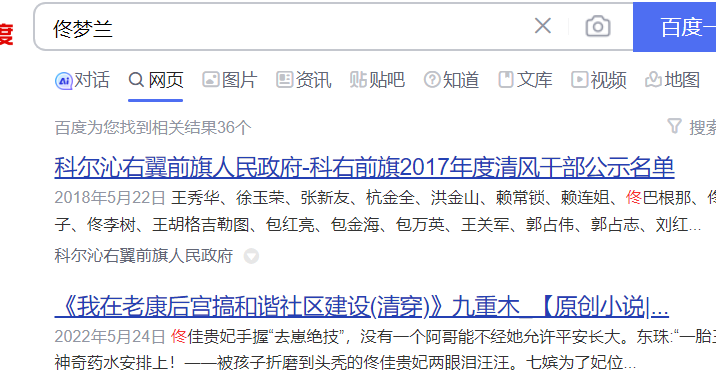 度
佟梦兰
百度一
对话 网页 图片 资讯 贴吧 知道 文库 视频 地图
百度为您找到相关结果36个 搜索
科尔沁右翼前旗人民政府-科右前旗2017年度清风干部公示名单
2018年5月22日 王秀华、徐玉荣、张新友、杭金全、洪金山、赖常锁、赖连姐、佟巴根那、佟
子、佟李树、王胡格吉勒图、包红亮、包金海、包万英、王关军、郭占伟、郭占志、刘红...
科尔沁右翼前旗人民政府
《我在老康后宫搞和谐社区建设(清穿)》九重木_【原创小说|...
2022年5月24日 佟佳贵妃手握“去崽绝技”，没有一个阿哥能不经她允许平安长大。东珠:“一胎三
神奇药水安排上！——被孩子折磨到头秃的佟佳贵妃两眼泪汪汪。七嫔为了妃位...